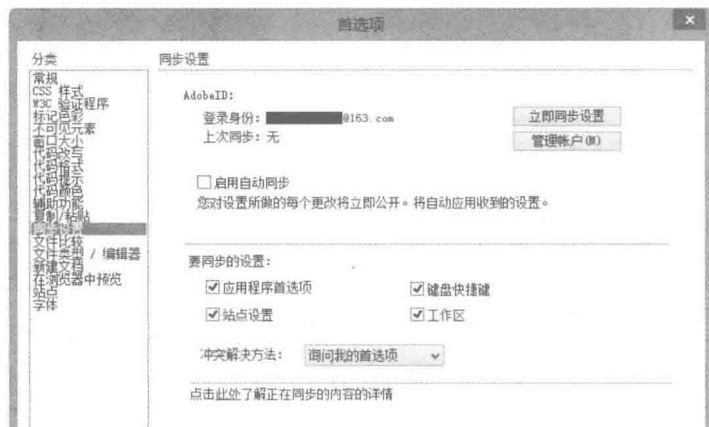 首选项
分类
常规
CSS 样式
W3C 验证程序
标记色彩
不可见元素
窗口大小
代码改写
代码格式
代码提示
代码颜色
辅助功能
复制/粘贴
同步设置
文件比较
文件类型 / 编辑器
新建文档
在浏览器中预览
站点
字体
同步设置
AdobeID:
登录身份: @163.com
立即同步设置
上次同步: 无
管理帐户(M)
启用自动同步
您对设置所做的每个更改将立即公开。将自动应用收到的设置。
要同步的设置:
应用程序首选项 键盘快捷键
站点设置 工作区
冲突解决方法: 询问我的首选项
点击此处了解正在同步的内容的详情